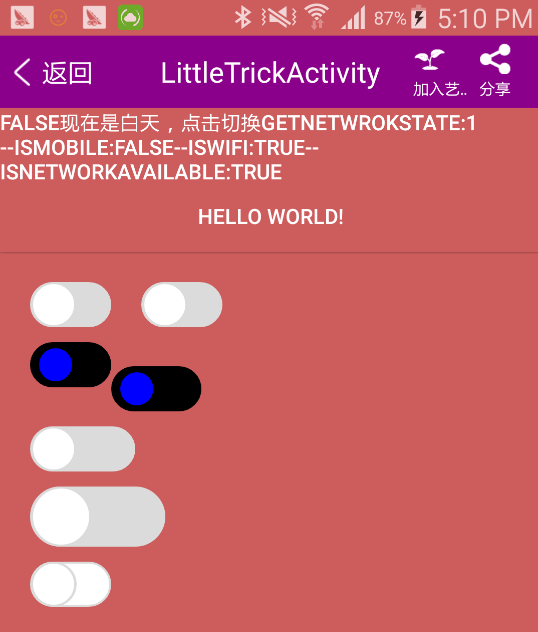 87% 5:10 PM
返回 LittleTrickActivity 加入艺.. 分享
FALSE现在是白天，点击切换GETNETWROKSTATE:1
--ISMOBILE:FALSE--ISWIFI:TRUE--
ISNETWORKAVAILABLE:TRUE
HELLO WORLD!